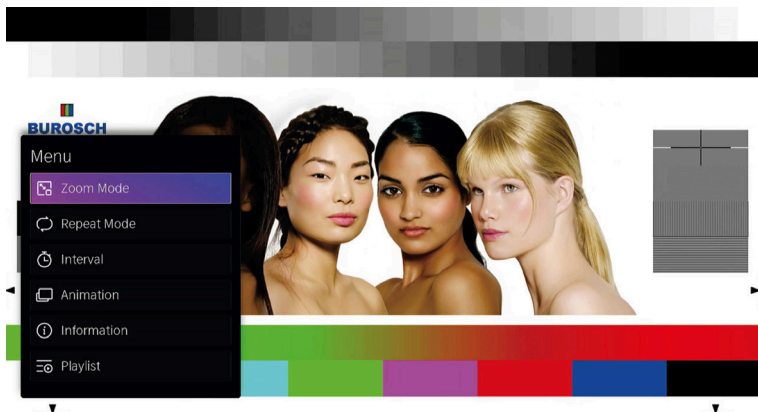 BUROSCH
Menu
Zoom Mode
Repeat Mode
Interval
Animation
Information
Playlist